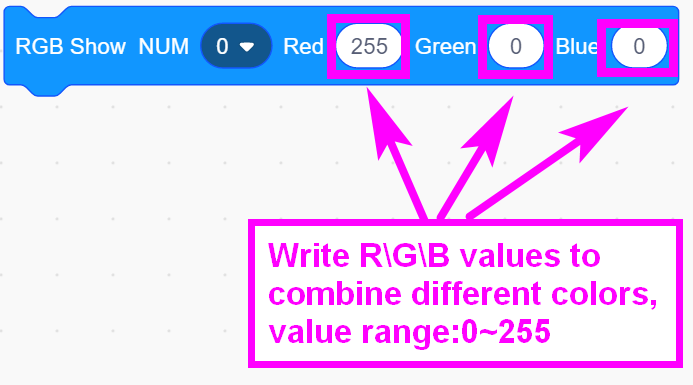 RGB Show NUM 0 Red 255 Green 0 Blue 0
Write R\G\B values to
combine different colors,
value range:0~255